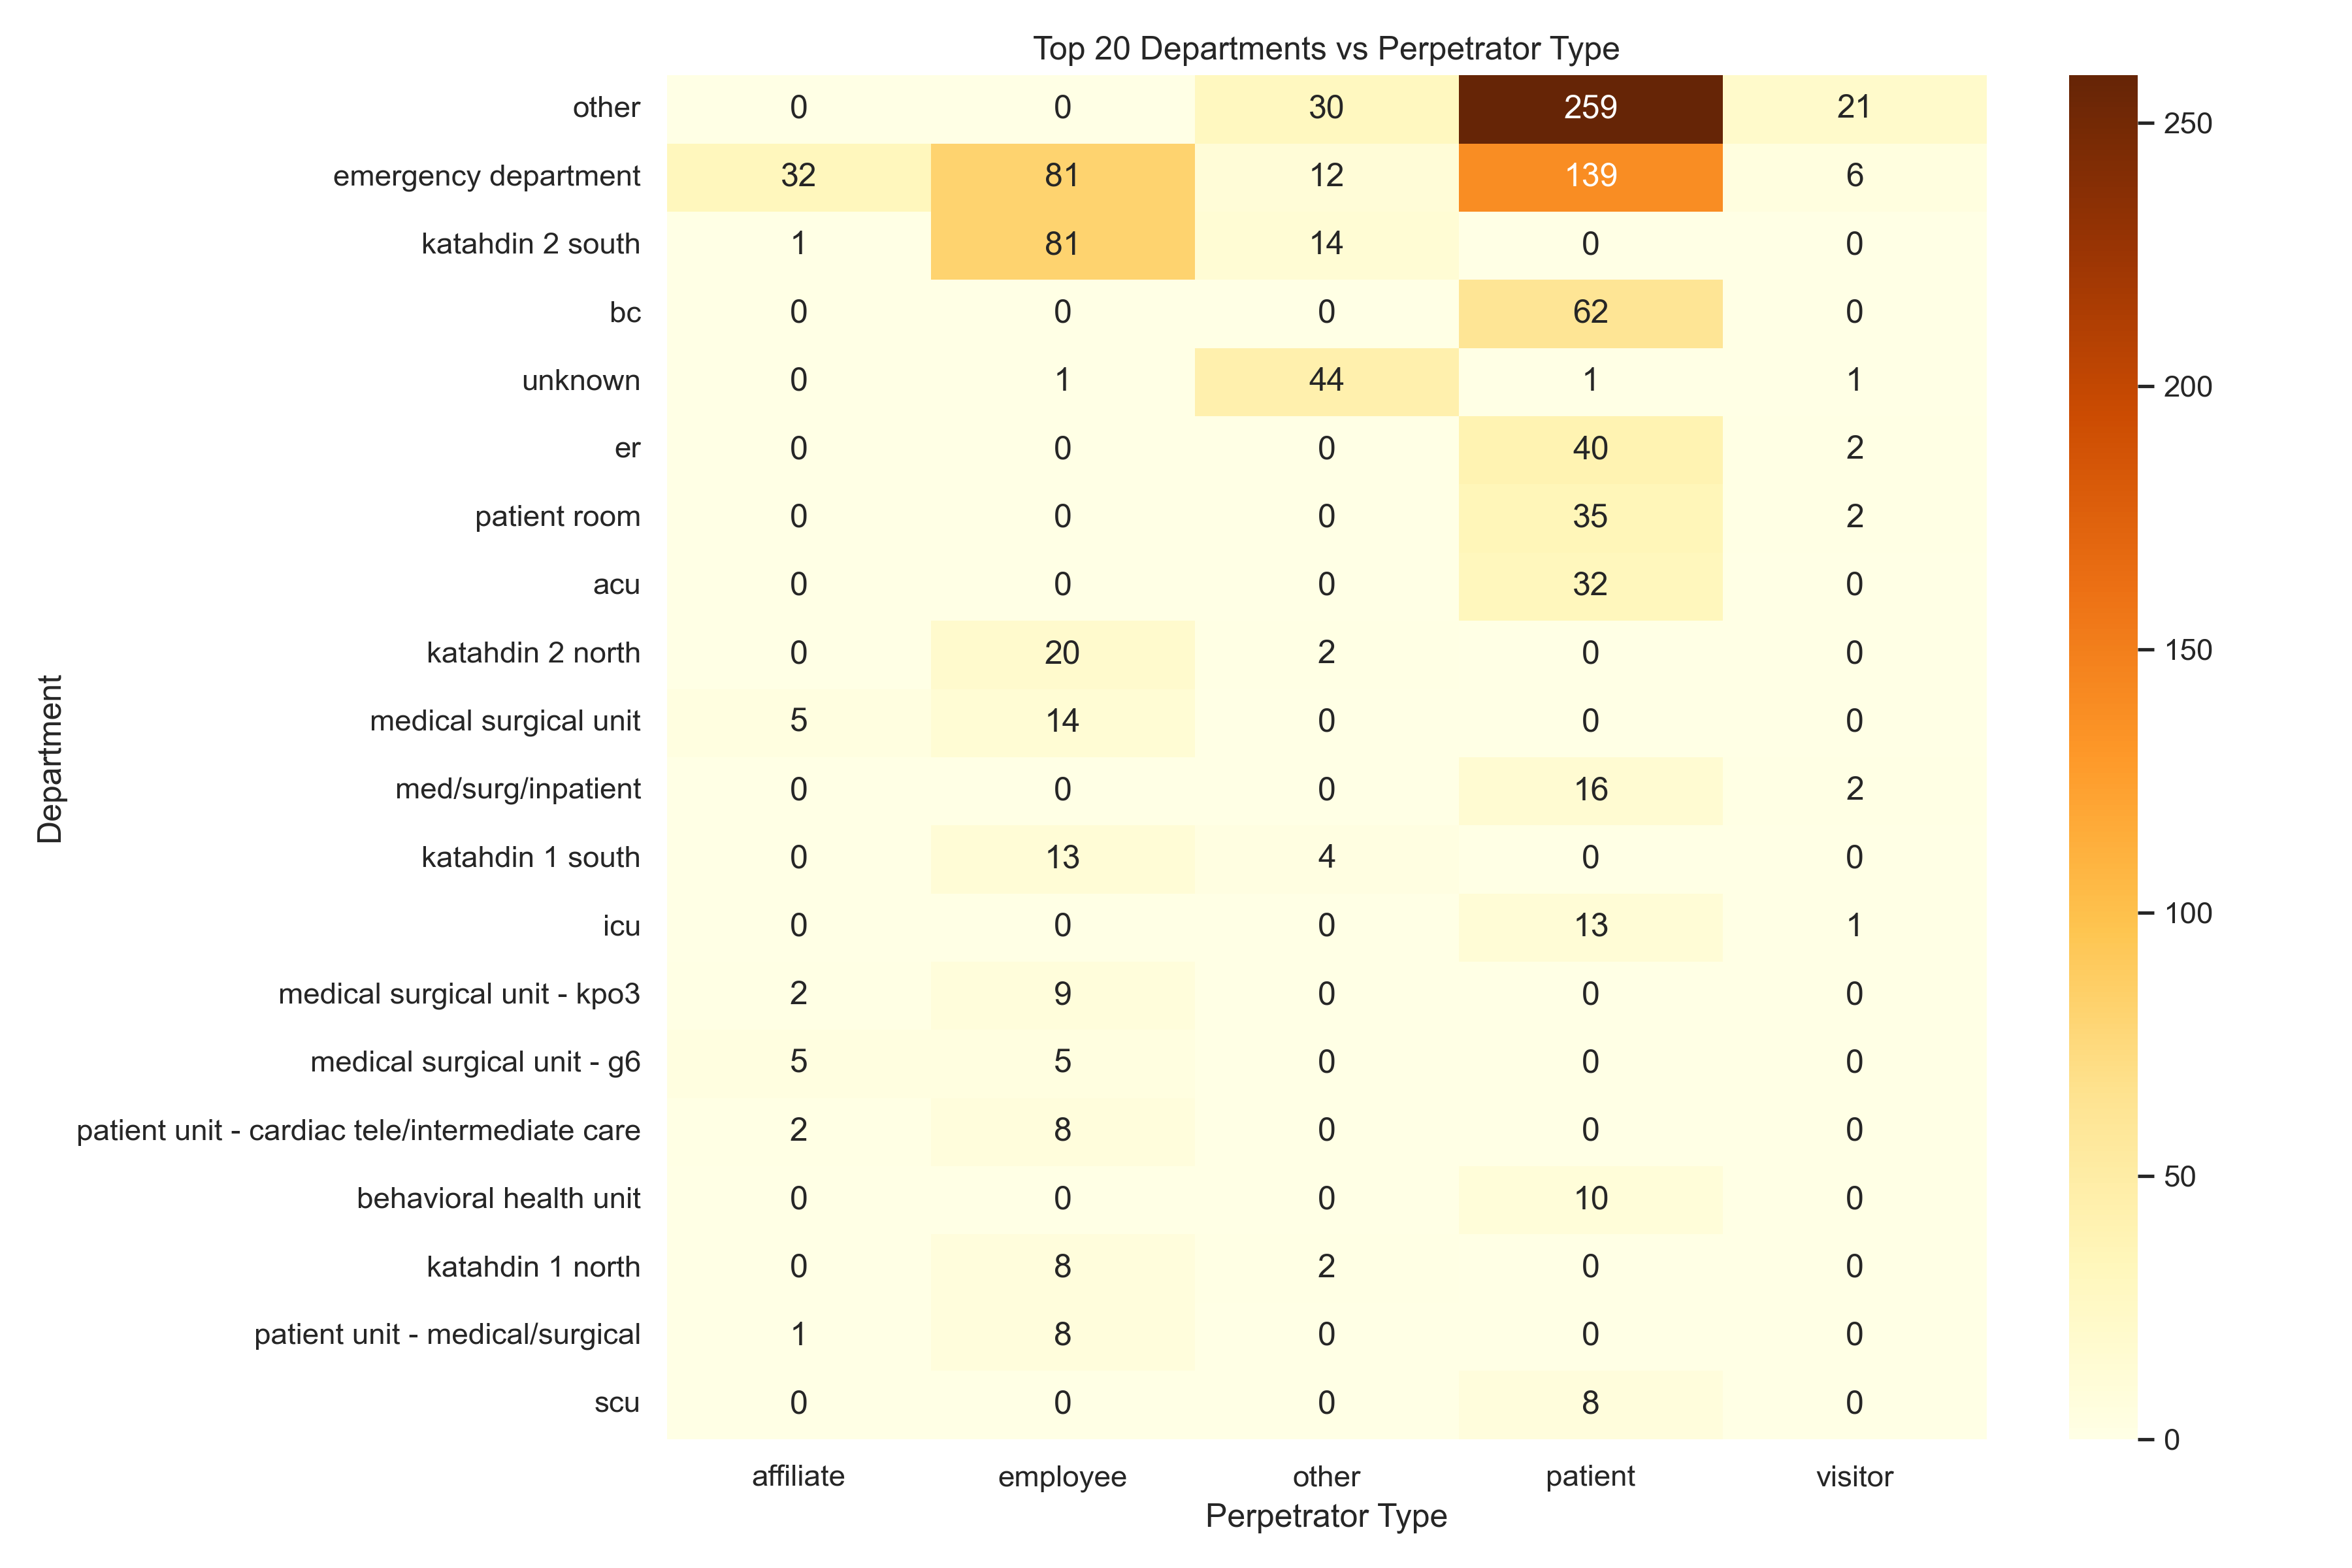 Top 20 Departments vs Perpetrator Type
Department
other 0 0 30 259 21
emergency department 32 81 12 139 6
katahdin 2 south 1 81 14 0 0
bc 0 0 0 62 0
unknown 0 1 44 1 1
er 0 0 0 40 2
patient room 0 0 0 35 2
acu 0 0 0 32 0
katahdin 2 north 0 20 2 0 0
medical surgical unit 5 14 0 0 0
med/surg/inpatient 0 0 0 16 2
katahdin 1 south 0 13 4 0 0
icu 0 0 0 13 1
medical surgical unit - kpo3 2 9 0 0 0
medical surgical unit - g6 5 5 0 0 0
patient unit - cardiac tele/intermediate care 2 8 0 0 0
behavioral health unit 0 0 0 10 0
katahdin 1 north 0 8 2 0 0
patient unit - medical/surgical 1 8 0 0 0
scu 0 0 0 8 0
affiliate employee other patient visitor
Perpetrator Type
250
200
150
100
50
0